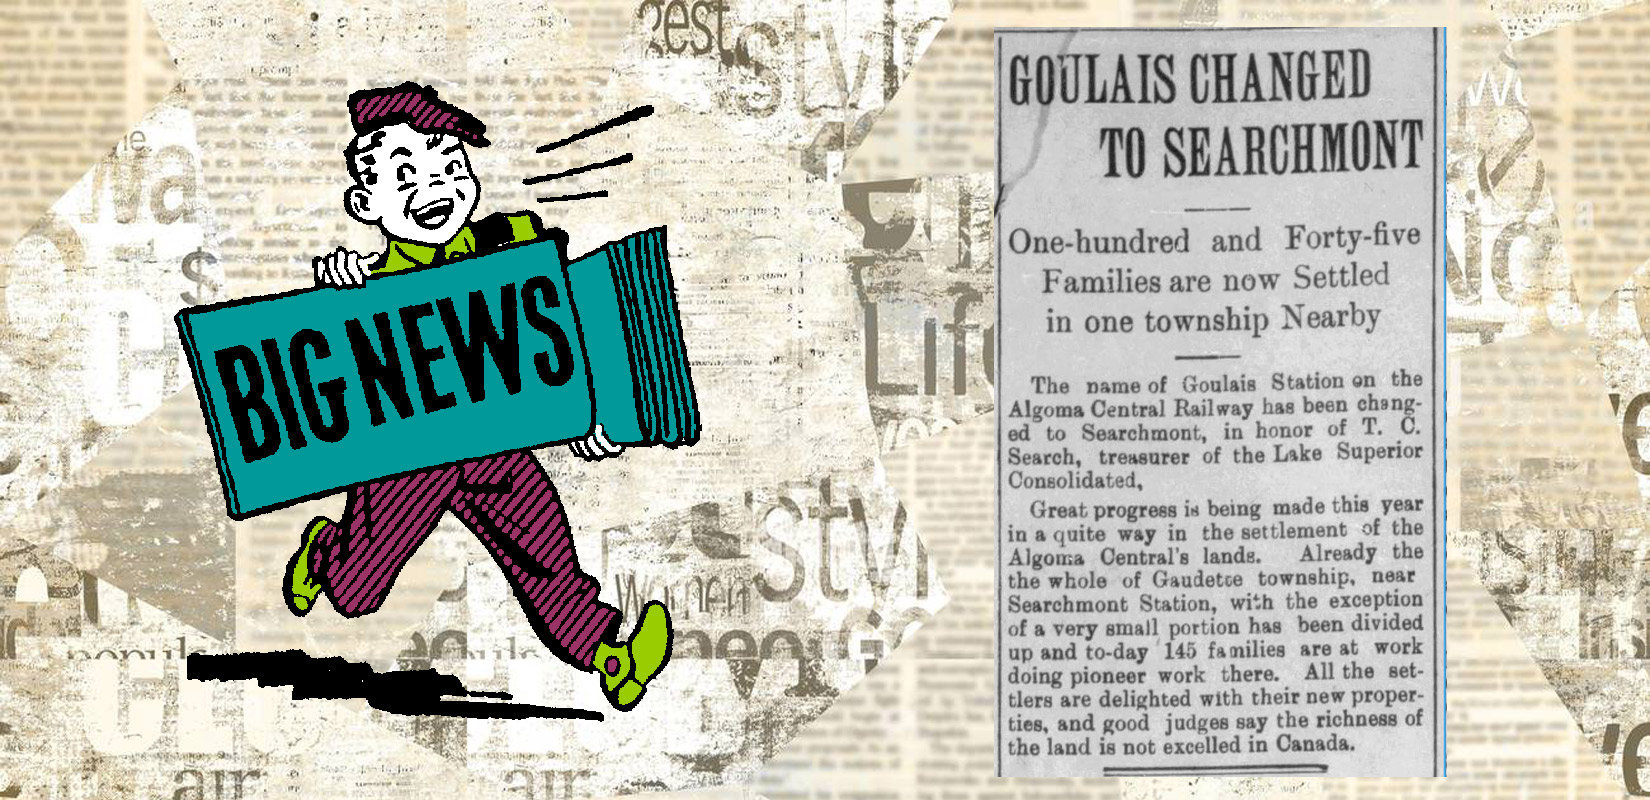 BIG NEWS
GOULAIS CHANGED
TO SEARCHMONT
One-hundred and Forty-five
Families are now Settled
in one township Nearby
The name of Goulais Station on the
Algoma Central Railway has been chang-
ed to Searchmont, in honor of T. C.
Search, treasurer of the Lake Superior
Consolidated,
Great progress is being made this year
in a quite way in the settlement of the
Algoma Central's lands. Already the
the whole of Gaudette township, near
Searchmont Station, with the exception
of a very small portion has been divided
up and to-day 145 families are at work
doing pioneer work there. All the set-
tlers are delighted with their new proper-
ties, and good judges say the richness of
the land is not excelled in Canada.